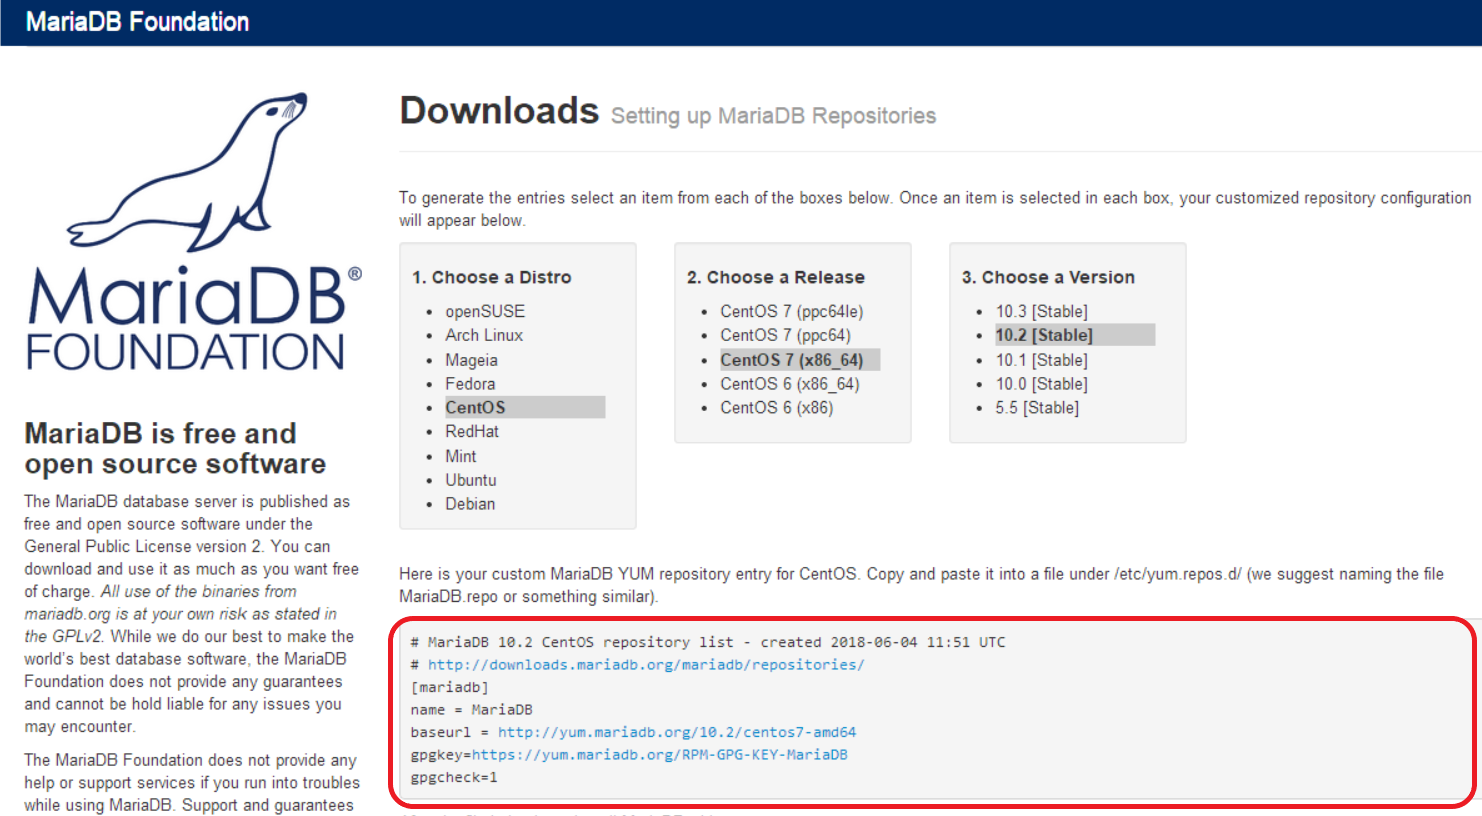 MariaDB Foundation
MariaDB®
FOUNDATION
MariaDB is free and
open source software
The MariaDB database server is published as
free and open source software under the
General Public License version 2. You can
download and use it as much as you want free
of charge. All use of the binaries from
mariadb.org is at your own risk as stated in
the GPLv2. While we do our best to make the
world's best database software, the MariaDB
Foundation does not provide any guarantees
and cannot be hold liable for any issues you
may encounter.
The MariaDB Foundation does not provide any
help or support services if you run into troubles
while using MariaDB. Support and guarantees
Downloads Setting up MariaDB Repositories
To generate the entries select an item from each of the boxes below. Once an item is selected in each box, your customized repository configuration
will appear below.
1. Choose a Distro
openSUSE
Arch Linux
Mageia
Fedora
CentOS
RedHat
Mint
Ubuntu
Debian
2. Choose a Release
CentOS 7 (ppc64le)
CentOS 7 (ppc64)
CentOS 7 (x86_64)
CentOS 6 (x86_64)
CentOS 6 (x86)
3. Choose a Version
10.3 [Stable]
10.2 [Stable]
10.1 [Stable]
10.0 [Stable]
5.5 [Stable]
Here is your custom MariaDB YUM repository entry for CentOS. Copy and paste it into a file under /etc/yum.repos.d/ (we suggest naming the file
MariaDB.repo or something similar).
# MariaDB 10.2 CentOS repository list - created 2018-06-04 11:51 UTC
# http://downloads.mariadb.org/mariadb/repositories/
[mariadb]
name = MariaDB
baseurl = http://yum.mariadb.org/10.2/centos7-amd64
gpgkey=https://yum.mariadb.org/RPM-GPG-KEY-MariaDB
gpgcheck=1